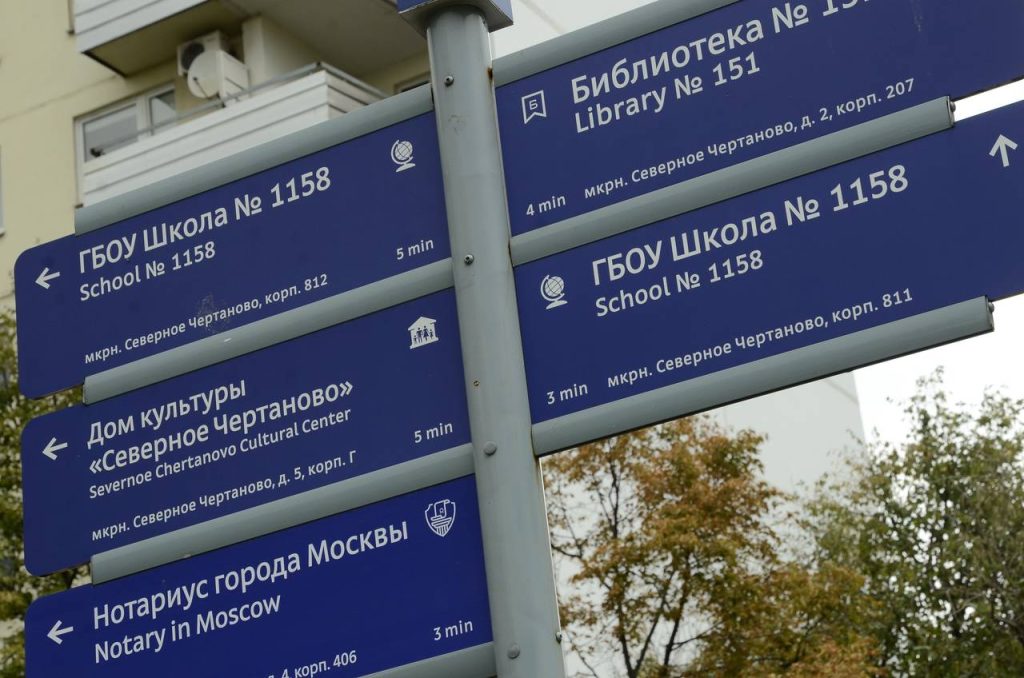 ГБОУ Школа № 1158
School № 1158
5 min
мкрн. Северное Чертаново, корп. 812
Дом культуры
«Северное Чертаново»
Severnoe Chertanovo Cultural Center
5 min
мкрн. Северное Чертаново, д. 5, корп. Г
Нотариус города Москвы
Notary in Moscow
3 min
д. 4 корп. 406
Б
Библиотека №
Library № 151
4 min
мкрн. Северное Чертаново, д. 2, корп. 207
ГБОУ Школа № 1158
School № 1158
3 min
мкрн. Северное Чертаново, корп. 811